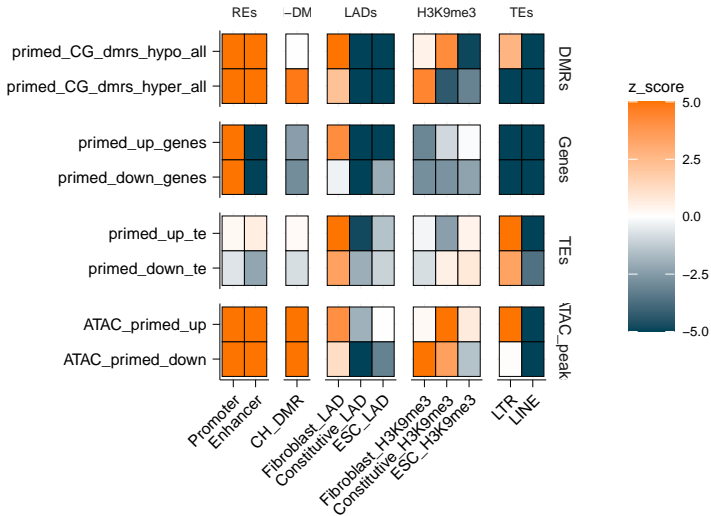 REs –DM LADs H3K9me3 TEs
primed_CG_dmrs_hypo_all
primed_CG_dmrs_hyper_all
DMRs
primed_up_genes
primed_down_genes
Genes
primed_up_te
primed_down_te
TEs
ATAC_primed_up
ATAC_primed_down
ATAC_peak
Promoter
Enhancer
CH_DMR
Fibroblast_LAD
Constitutive_LAD
ESC_LAD
Fibroblast_H3K9me3
Constitutive_H3K9me3
ESC_H3K9me3
LTR
LINE
z_score
5.0
2.5
0.0
−2.5
−5.0